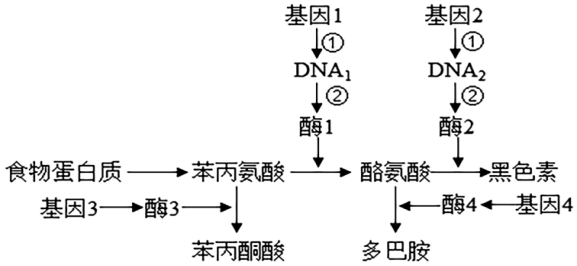 基因1 基因2
① ①
DNA₁ DNA₂
② ②
酶1 酶2
食物蛋白质 苯丙氨酸 酪氨酸 黑色素
基因3 酶3 酶4 基因4
苯丙酮酸 多巴胺